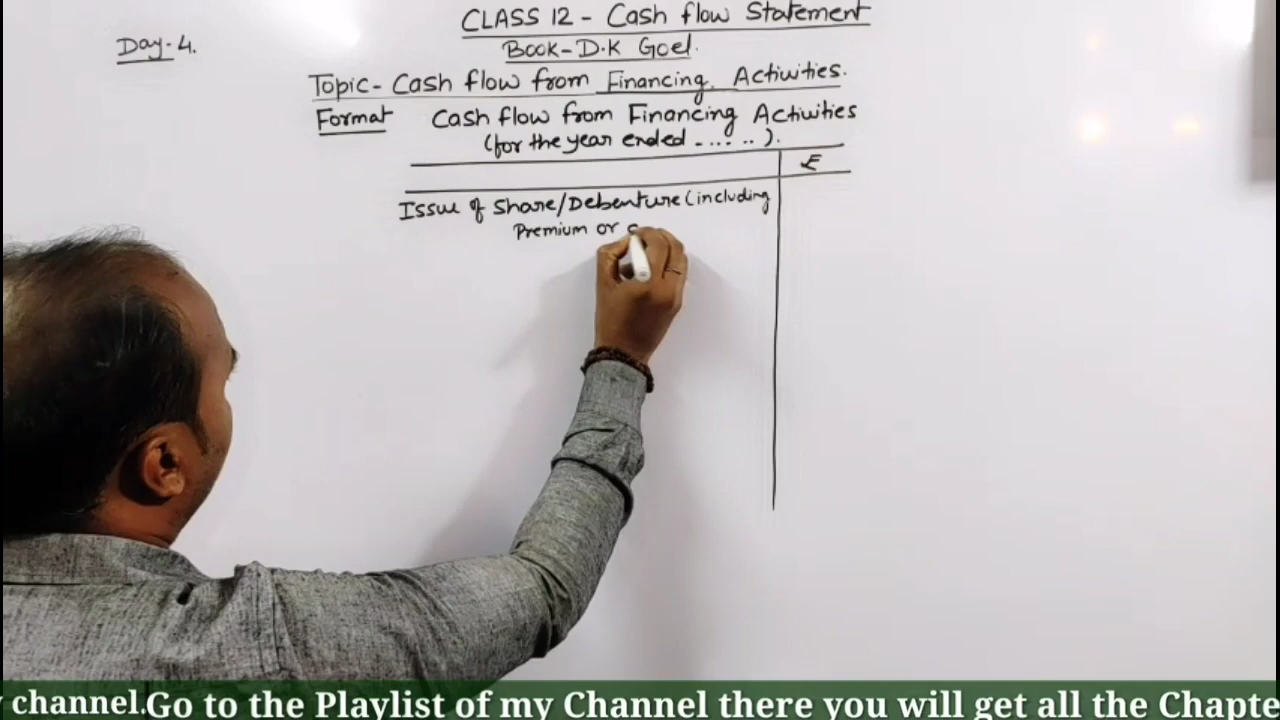 Day-4.
CLASS 12 - Cash flow Statement
Book-D.K Goel.
Topic- Cash flow from Financing Activities.
Format Cash flow from Financing Activities
(for the year ended ........).
₹
Issue of Share/Debenture (including
Premium or
channel.Go to the Playlist of my Channel there you will get all the Chapte